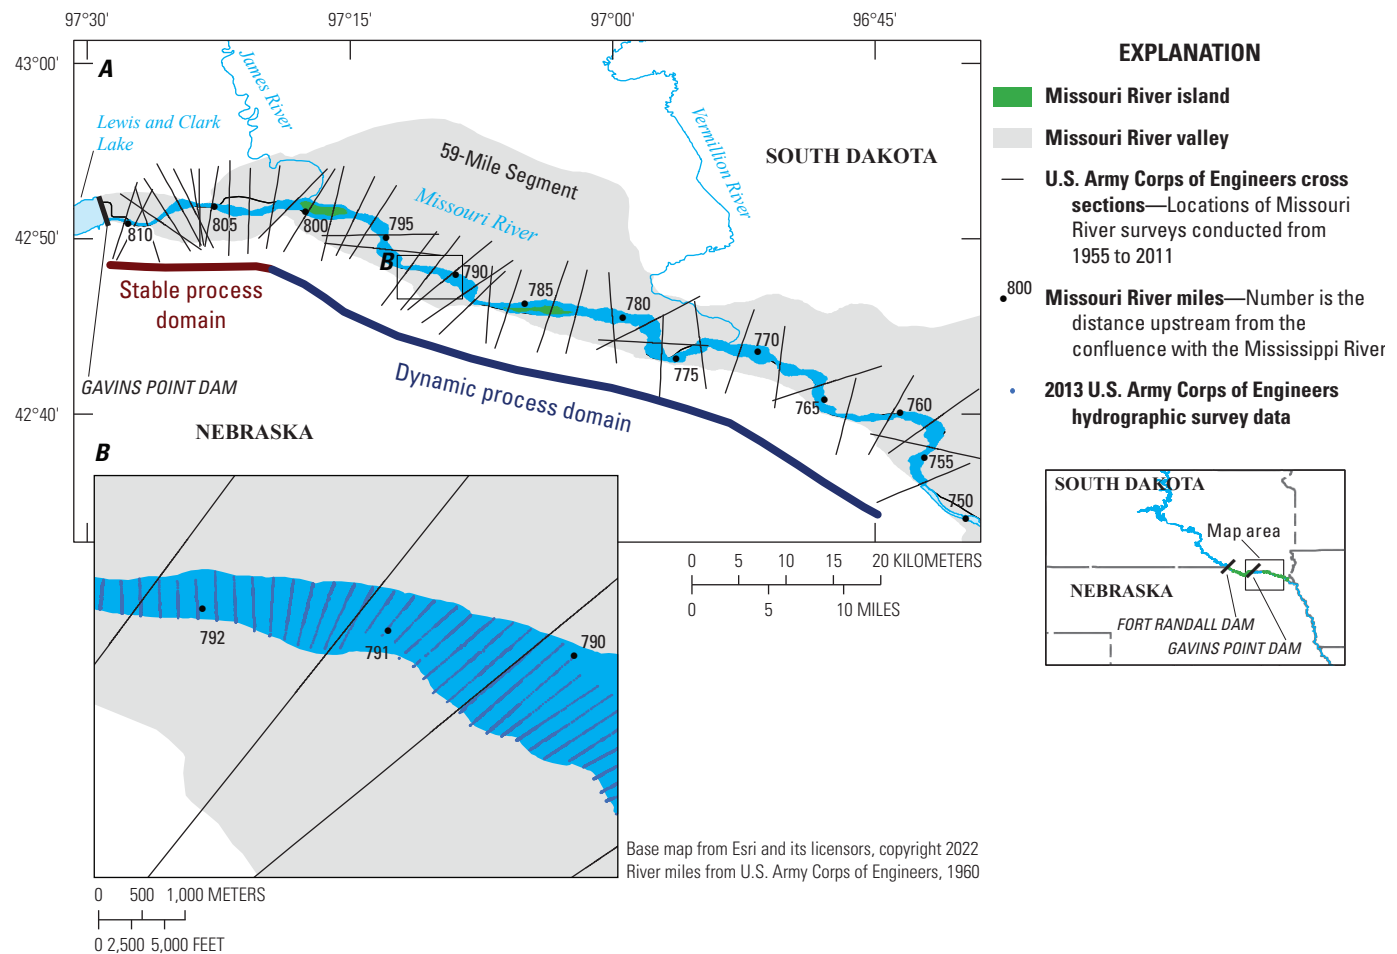 97°30'
97°15'
97°00'
96°45'
43°00'
42°50'
42°40'
A
Lewis and Clark
Lake
James River
59-Mile Segment
Missouri River
Vermillion River
SOUTH DAKOTA
810
805
800
795
B
790
785
780
775
770
765
760
755
750
Stable process
domain
Dynamic process domain
GAVINS POINT DAM
NEBRASKA
B
792
791
790
0 5 10 15 20 KILOMETERS
0 5 10 MILES
Base map from Esri and its licensors, copyright 2022
River miles from U.S. Army Corps of Engineers, 1960
0 500 1,000 METERS
0 2,500 5,000 FEET
EXPLANATION
Missouri River island
Missouri River valley
U.S. Army Corps of Engineers cross
sections—Locations of Missouri
River surveys conducted from
1955 to 2011
800
Missouri River miles—Number is the
distance upstream from the
confluence with the Mississippi River
2013 U.S. Army Corps of Engineers
hydrographic survey data
SOUTH DAKOTA
Map area
NEBRASKA
FORT RANDALL DAM
GAVINS POINT DAM